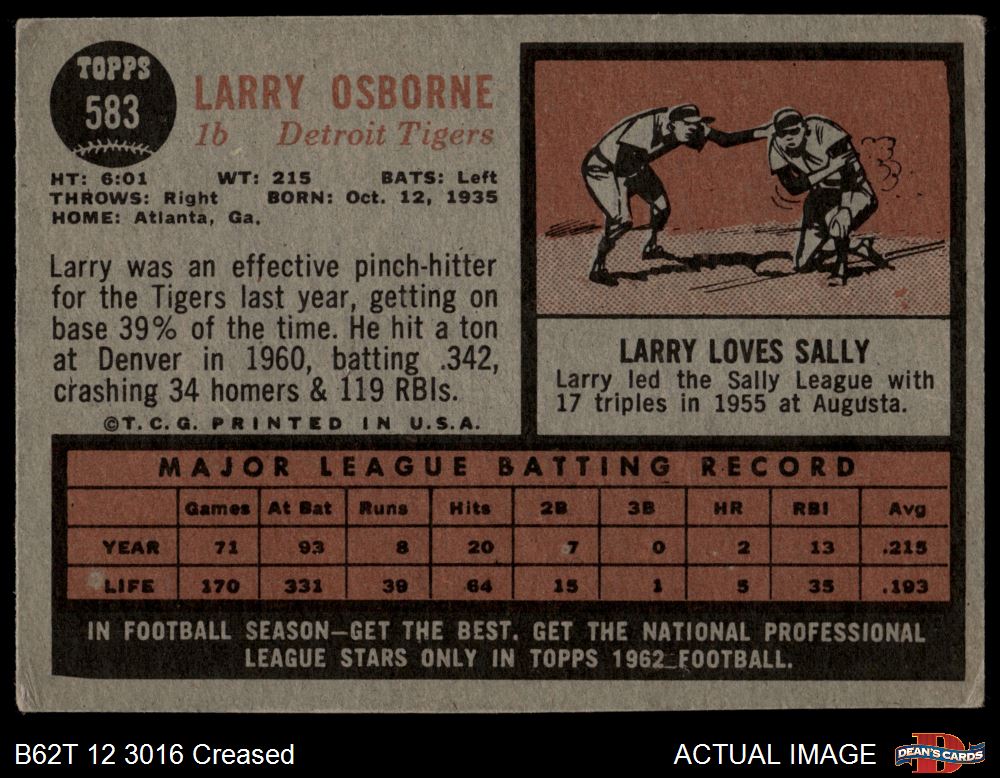 TOPPS
583
LARRY OSBORNE
1b Detroit Tigers
HT: 6:01 WT: 215 BATS: Left
THROWS: Right BORN: Oct. 12, 1935
HOME: Atlanta, Ga.
Larry was an effective pinch-hitter
for the Tigers last year, getting on
base 39% of the time. He hit a ton
at Denver in 1960, batting .342,
crashing 34 homers & 119 RBIs.
©T.C.G. PRINTED IN U.S.A.
LARRY LOVES SALLY
Larry led the Sally League with
17 triples in 1955 at Augusta.
MAJOR LEAGUE BATTING RECORD
Games At Bat Runs Hits 2B 3B HR RBI Avg
YEAR 71 93 8 20 7 0 2 13 .215
LIFE 170 331 39 64 15 1 5 35 .193
IN FOOTBALL SEASON—GET THE BEST. GET THE NATIONAL PROFESSIONAL
LEAGUE STARS ONLY IN TOPPS 1962 FOOTBALL.
B62T 12 3016 Creased
ACTUAL IMAGE
DEAN'S CARDS